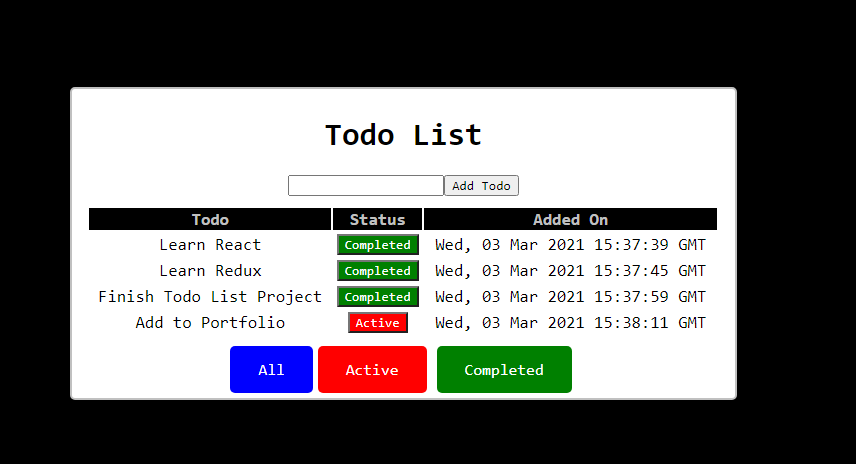 Todo List
Add Todo
Todo Status Added On
Learn React Completed Wed, 03 Mar 2021 15:37:39 GMT
Learn Redux Completed Wed, 03 Mar 2021 15:37:45 GMT
Finish Todo List Project Completed Wed, 03 Mar 2021 15:37:59 GMT
Add to Portfolio Active Wed, 03 Mar 2021 15:38:11 GMT
All Active Completed